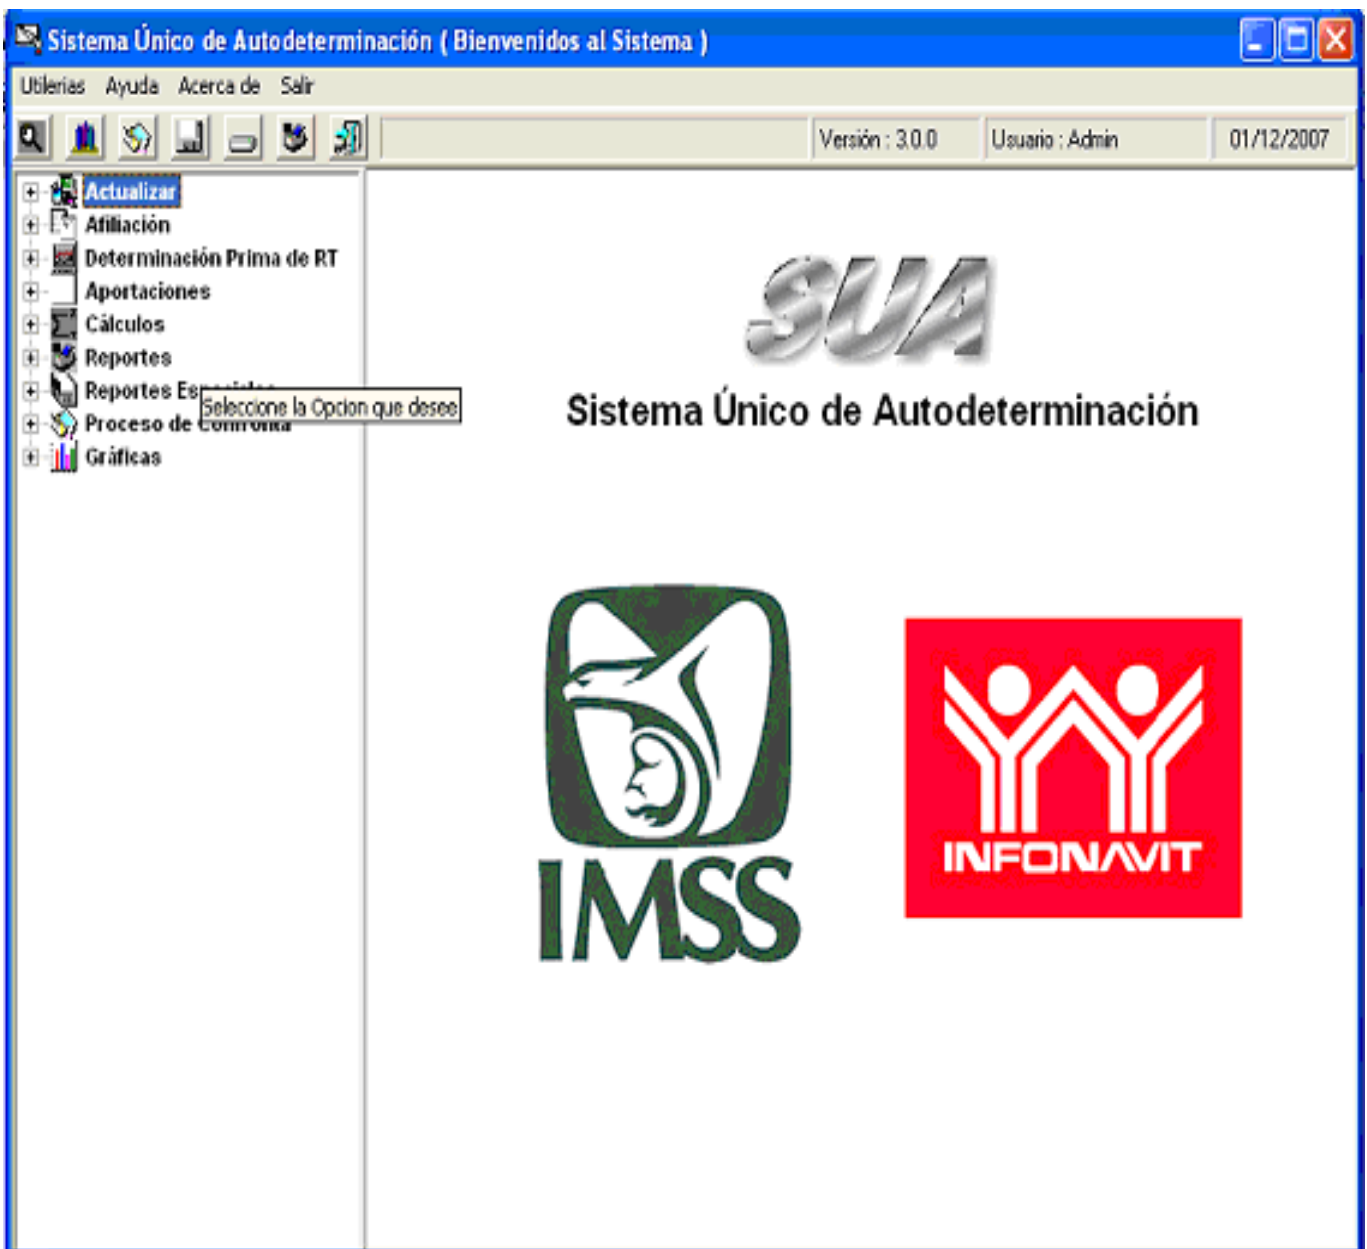 Sistema Único de Autodeterminación ( Bienvenidos al Sistema )
Utilerias Ayuda Acerca de Salir
Versión : 3.0.0 Usuario : Admin 01/12/2007
Actualizar
Afiliación
Determinación Prima de RT
Aportaciones
Cálculos
Reportes
Reportes
Seleccione la Opcion que desee
Proceso de
Gráficas
SUA
Sistema Único de Autodeterminación
IMSS
INFONAVIT